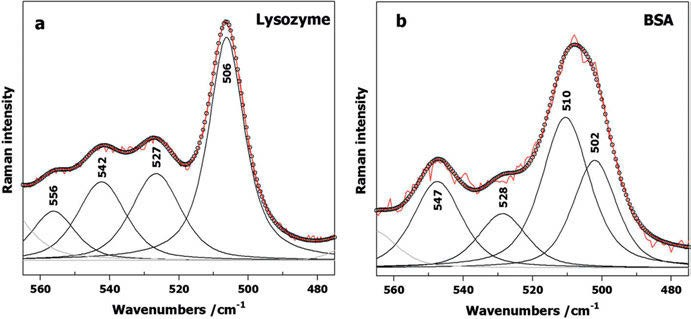 a Lysozyme
506
542
527
556
Raman intensity
560 540 520 500 480
Wavenumbers /cm-1
b BSA
510
502
547
528
Raman intensity
560 540 520 500 480
Wavenumbers /cm-1